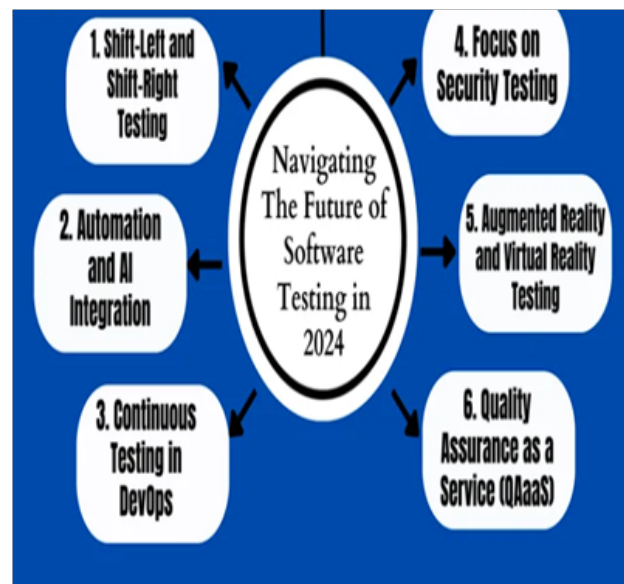 1. Shift-Left and
Shift-Right
Testing
2. Automation
and AI
Integration
3. Continuous
Testing in
DevOps
Navigating
The Future of
Software
Testing in
2024
4. Focus on
Security Testing
5. Augmented Reality
and Virtual Reality
Testing
6. Quality
Assurance as a
Service (QAaaS)